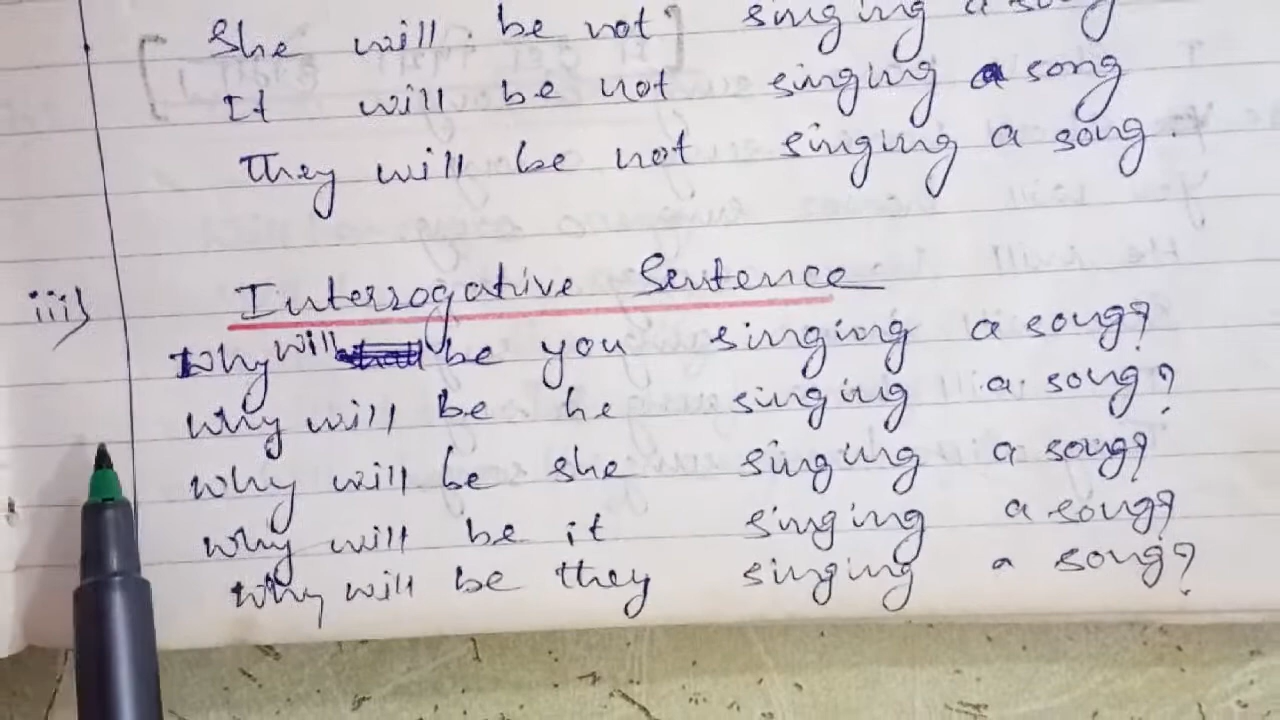 She will be not singing a song
It will be not singing a song
They will be not singing a song.
iii) Interrogative Sentence
Why will be you singing a song?
Why will be he singing a song?
Why will be she singing a song?
Why will be it singing a song?
Why will be they singing a song?